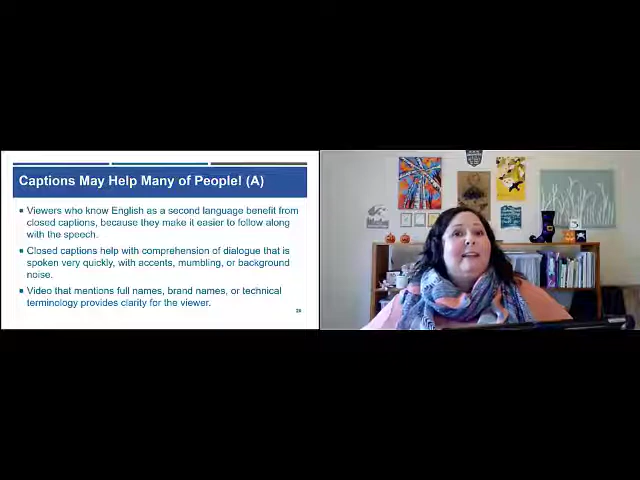 Captions May Help Many of People! (A)
Viewers who know English as a second language benefit from
closed captions, because they make it easier to follow along
with the speech.
Closed captions help with comprehension of dialogue that is
spoken very quickly, with accents, mumbling, or background
noise.
Video that mentions full names, brand names, or technical
terminology provides clarity for the viewer.